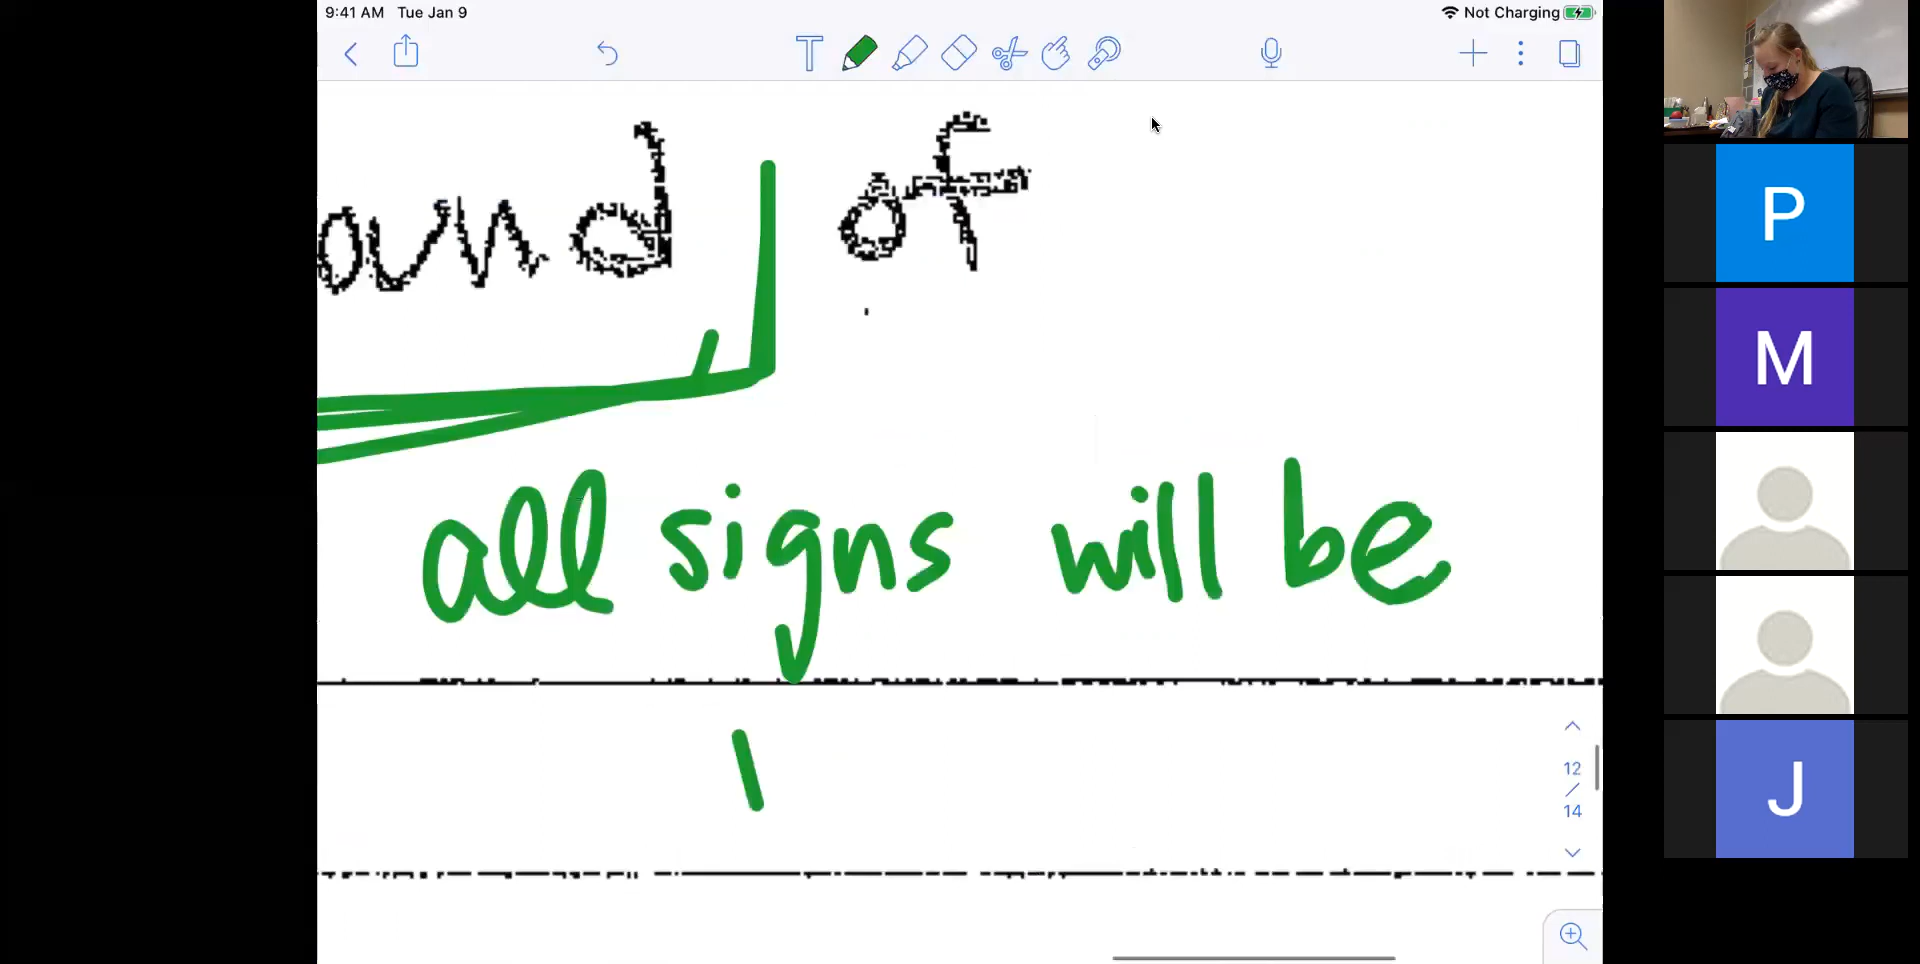 9:41 AM Tue Jan 9 Not Charging
T
ound of
all signs will be
12
/
14
P
M
J